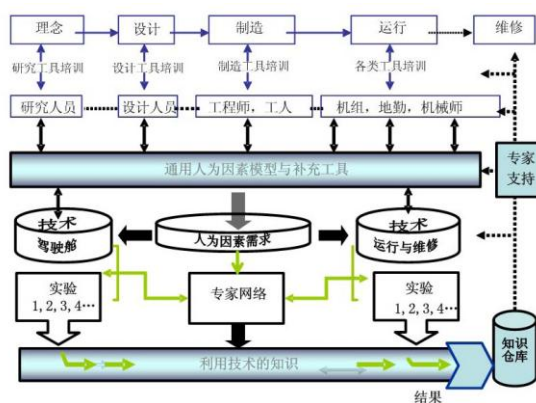 理念 设计 制造 运行 维修
研究工具培训 设计工具培训 制造工具培训 各类工具培训
研究人员 设计人员 工程师，工人 机组，地勤，机械师
通用人为因素模型与补充工具
专家
支持
技术
驾驶舱
人为因素需求
技术
运行与维修
实验
1, 2, 3, 4…
专家网络
实验
1, 2, 3, 4…
利用技术的知识
知识
仓库
结果